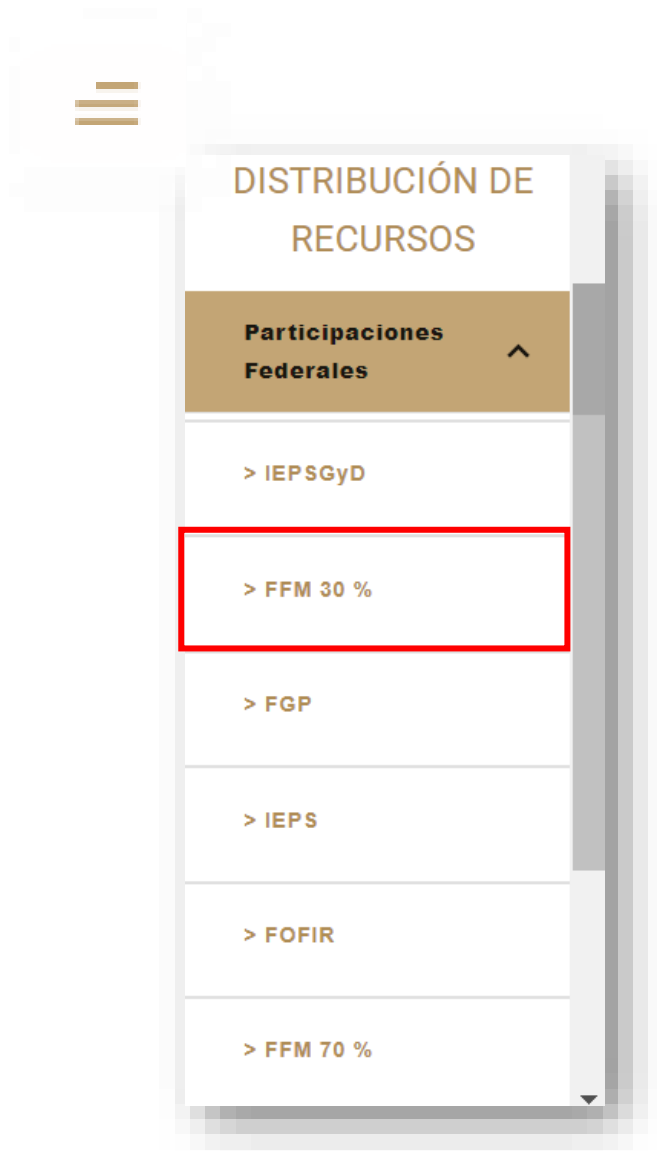 DISTRIBUCIÓN DE
RECURSOS
Participaciones
Federales
> IEPSGyD
> FFM 30 %
> FGP
> IEPS
> FOFIR
> FFM 70 %